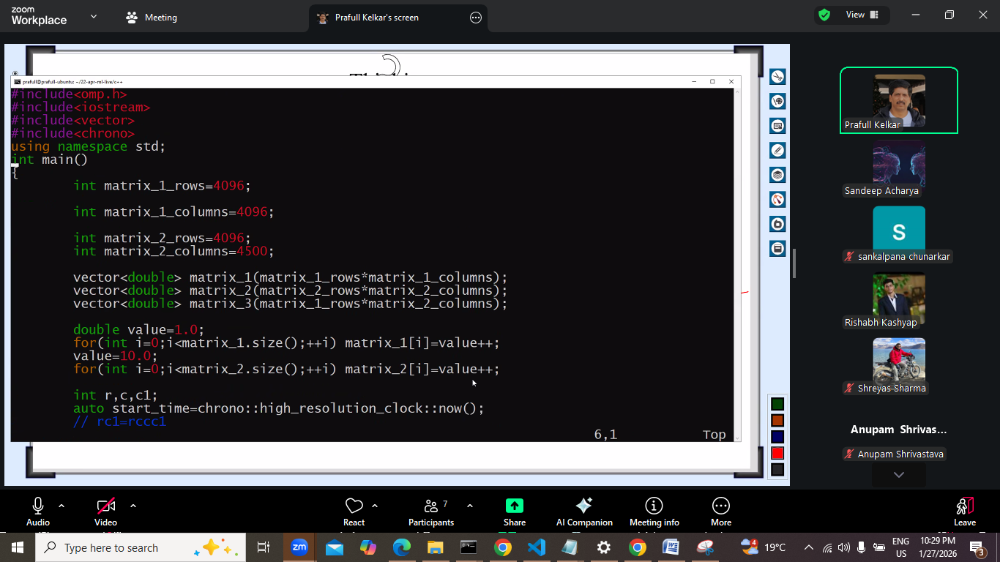 zoom
Workplace
Meeting
Prafull Kelkar's screen
View
prafull@prafull-ubuntu: ~/22-apr-ml-live/c++
#include<omp.h>
#include<iostream>
#include<vector>
#include<chrono>
using namespace std;
int main()
{
int matrix_1_rows=4096;
int matrix_1_columns=4096;
int matrix_2_rows=4096;
int matrix_2_columns=4500;
vector<double> matrix_1(matrix_1_rows*matrix_1_columns);
vector<double> matrix_2(matrix_2_rows*matrix_2_columns);
vector<double> matrix_3(matrix_1_rows*matrix_2_columns);
double value=1.0;
for(int i=0;i<matrix_1.size();++i) matrix_1[i]=value++;
value=10.0;
for(int i=0;i<matrix_2.size();++i) matrix_2[i]=value++;
int r,c,c1;
auto start_time=chrono::high_resolution_clock::now();
// rc1=rccc1
6,1 Top
Prafull Kelkar
Sandeep Acharya
S
sankalpana chunarkar
Rishabh Kashyap
Shreyas Sharma
Anupam Shrivas...
Anupam Shrivastava
Audio
Video
React
Participants
7
Share
AI Companion
Meeting info
More
Leave
Type here to search
zm
4
19°C
ENG
US
10:29 PM
1/27/2026
3